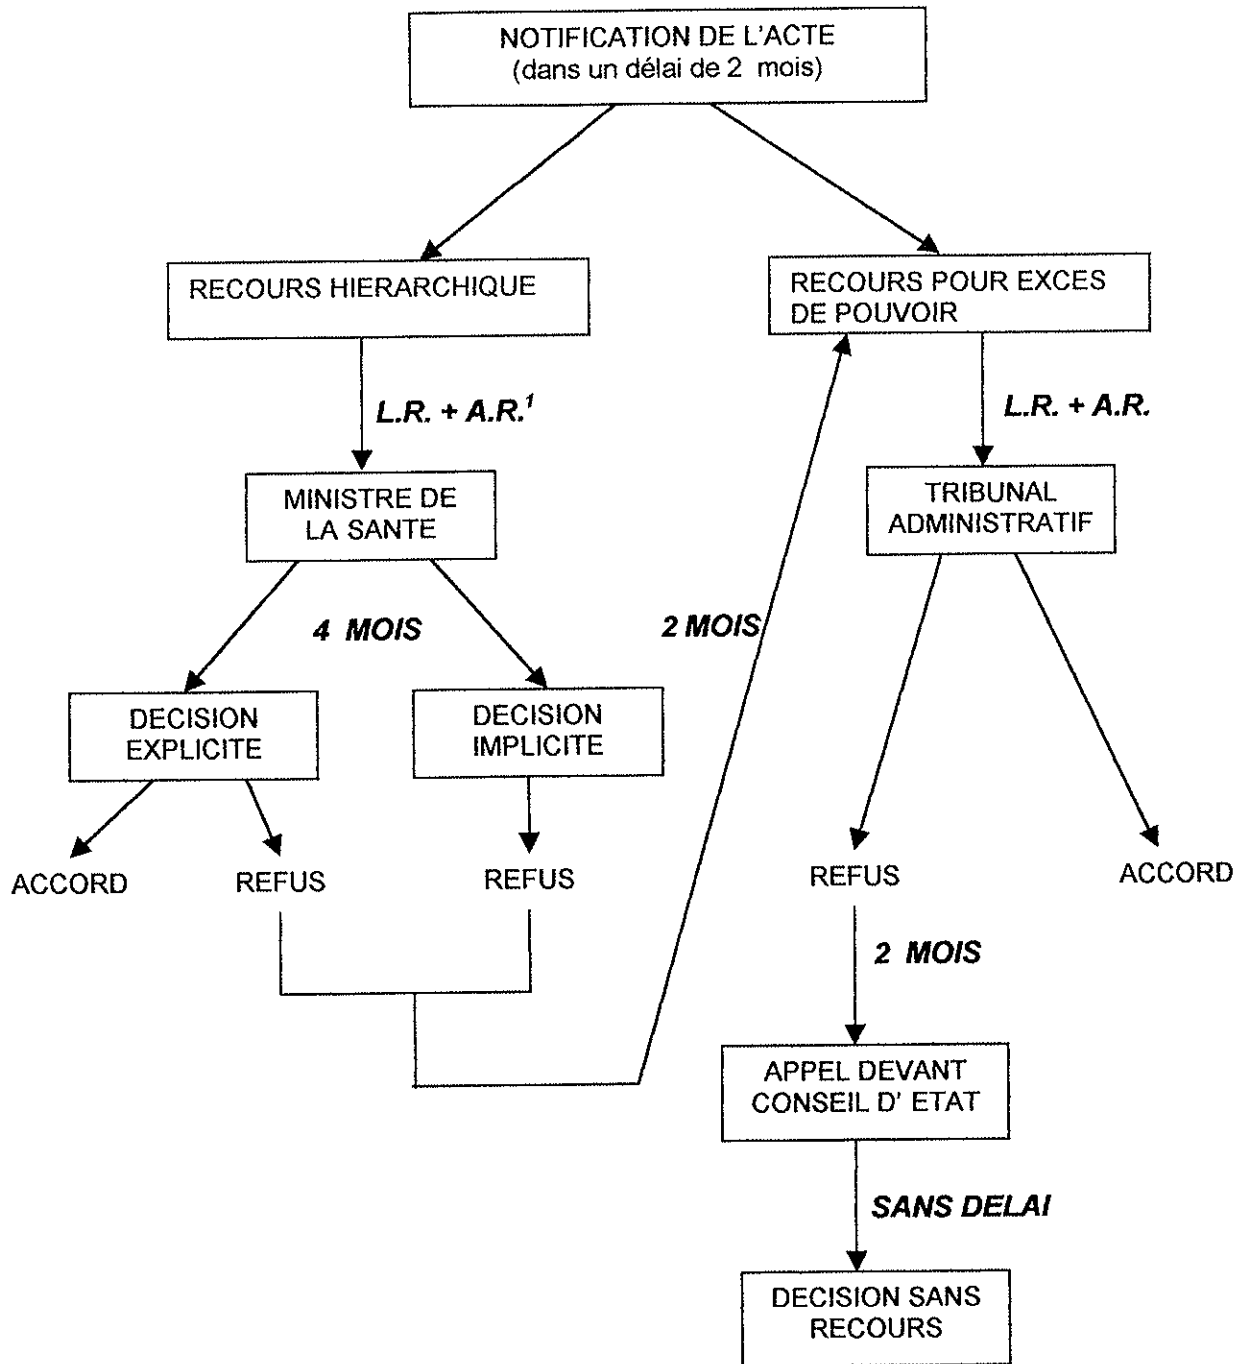 NOTIFICATION DE L'ACTE
(dans un délai de 2 mois)
RECOURS HIERARCHIQUE
RECOURS POUR EXCES
DE POUVOIR
L.R. + A.R.¹
L.R. + A.R.
MINISTRE DE
LA SANTE
TRIBUNAL
ADMINISTRATIF
4 MOIS
2 MOIS
DECISION
EXPLICITE
DECISION
IMPLICITE
ACCORD
REFUS
REFUS
REFUS
ACCORD
2 MOIS
APPEL DEVANT
CONSEIL D' ETAT
SANS DELAI
DECISION SANS
RECOURS